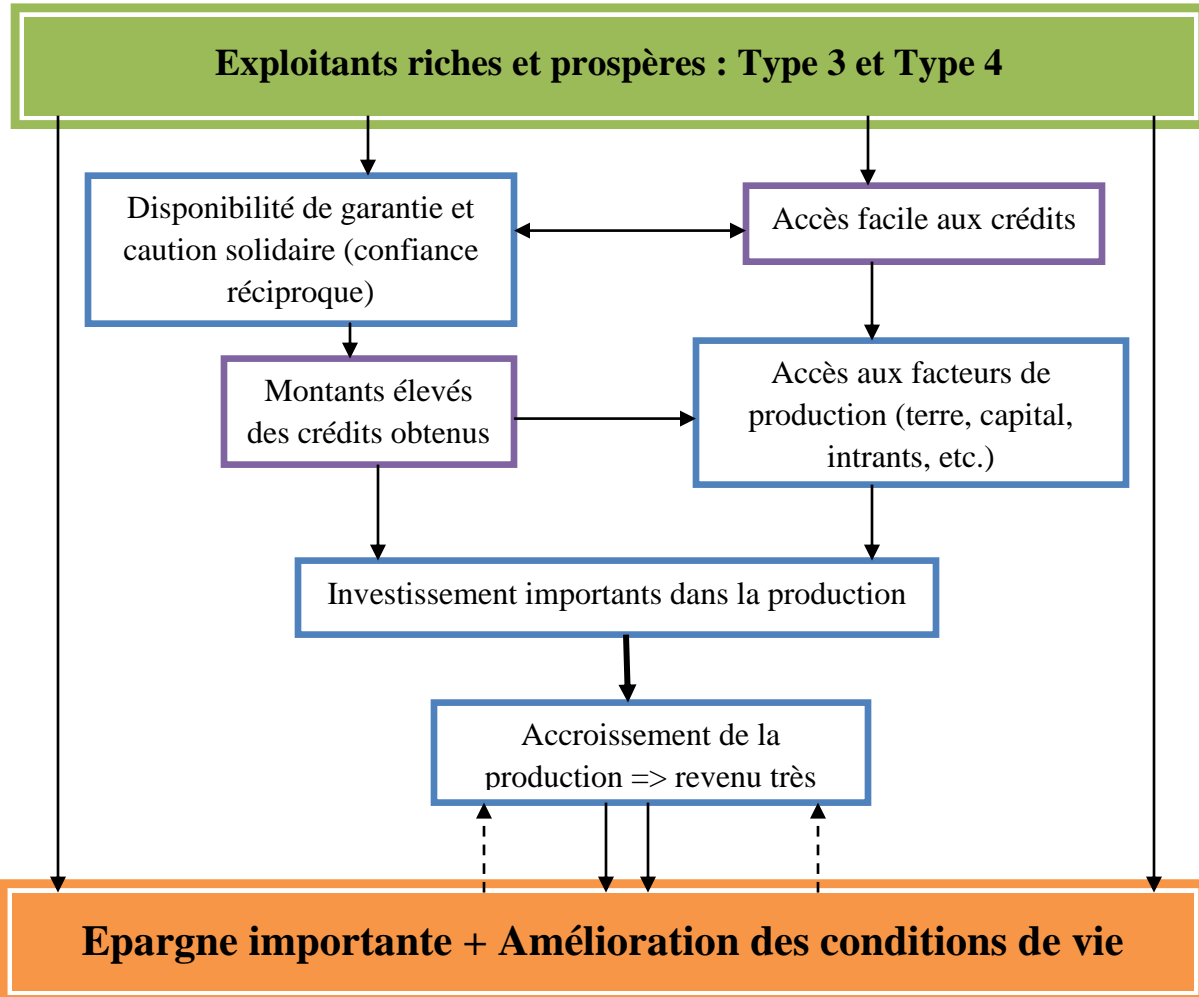 Exploitants riches et prospères : Type 3 et Type 4
Disponibilité de garantie et
caution solidaire (confiance
réciproque)
Accès facile aux crédits
Montants élevés
des crédits obtenus
Accès aux facteurs de
production (terre, capital,
intrants, etc.)
Investissement importants dans la production
Accroissement de la
production => revenu très
Epargne importante + Amélioration des conditions de vie